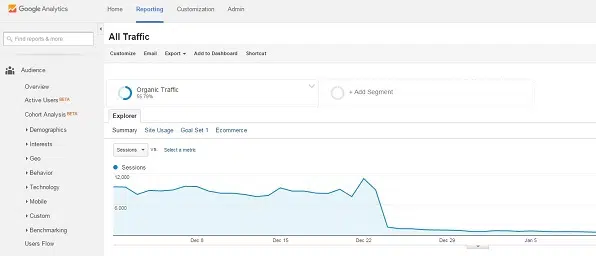 Google Analytics
Home Reporting Customization Admin
Find reports & more
All Traffic
Customize Email Export Add to Dashboard Shortcut
Audience
Overview
Active Users BETA
Cohort Analysis BETA
Demographics
Interests
Geo
Behavior
Technology
Mobile
Custom
Benchmarking
Users Flow
Organic Traffic
+ Add Segment
Explorer
Summary Site Usage Goal Set 1 Ecommerce
Sessions VS. Select a metric
Sessions
12,000
6,000
Dec 8 Dec 15 Dec 22 Dec 29 Jan 5